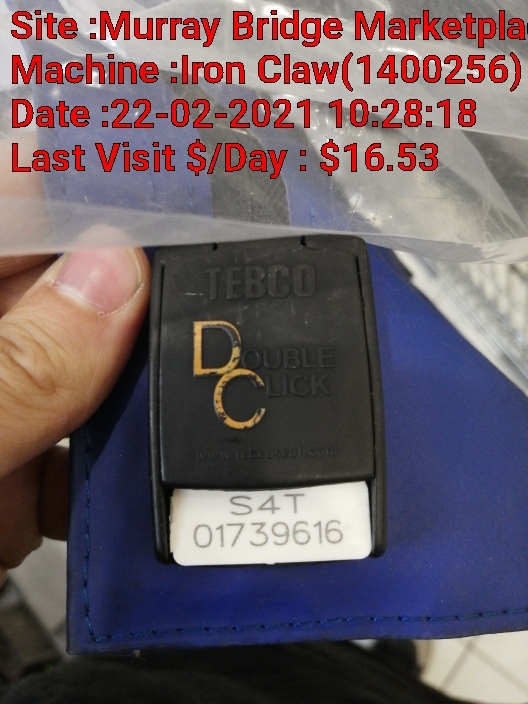 Site :Murray Bridge Marketpla
Machine :Iron Claw(1400256)
Date :22-02-2021 10:28:18
Last Visit $/Day : $16.53
TEBCO
DOUBLE
CLICK
S4T
01739616